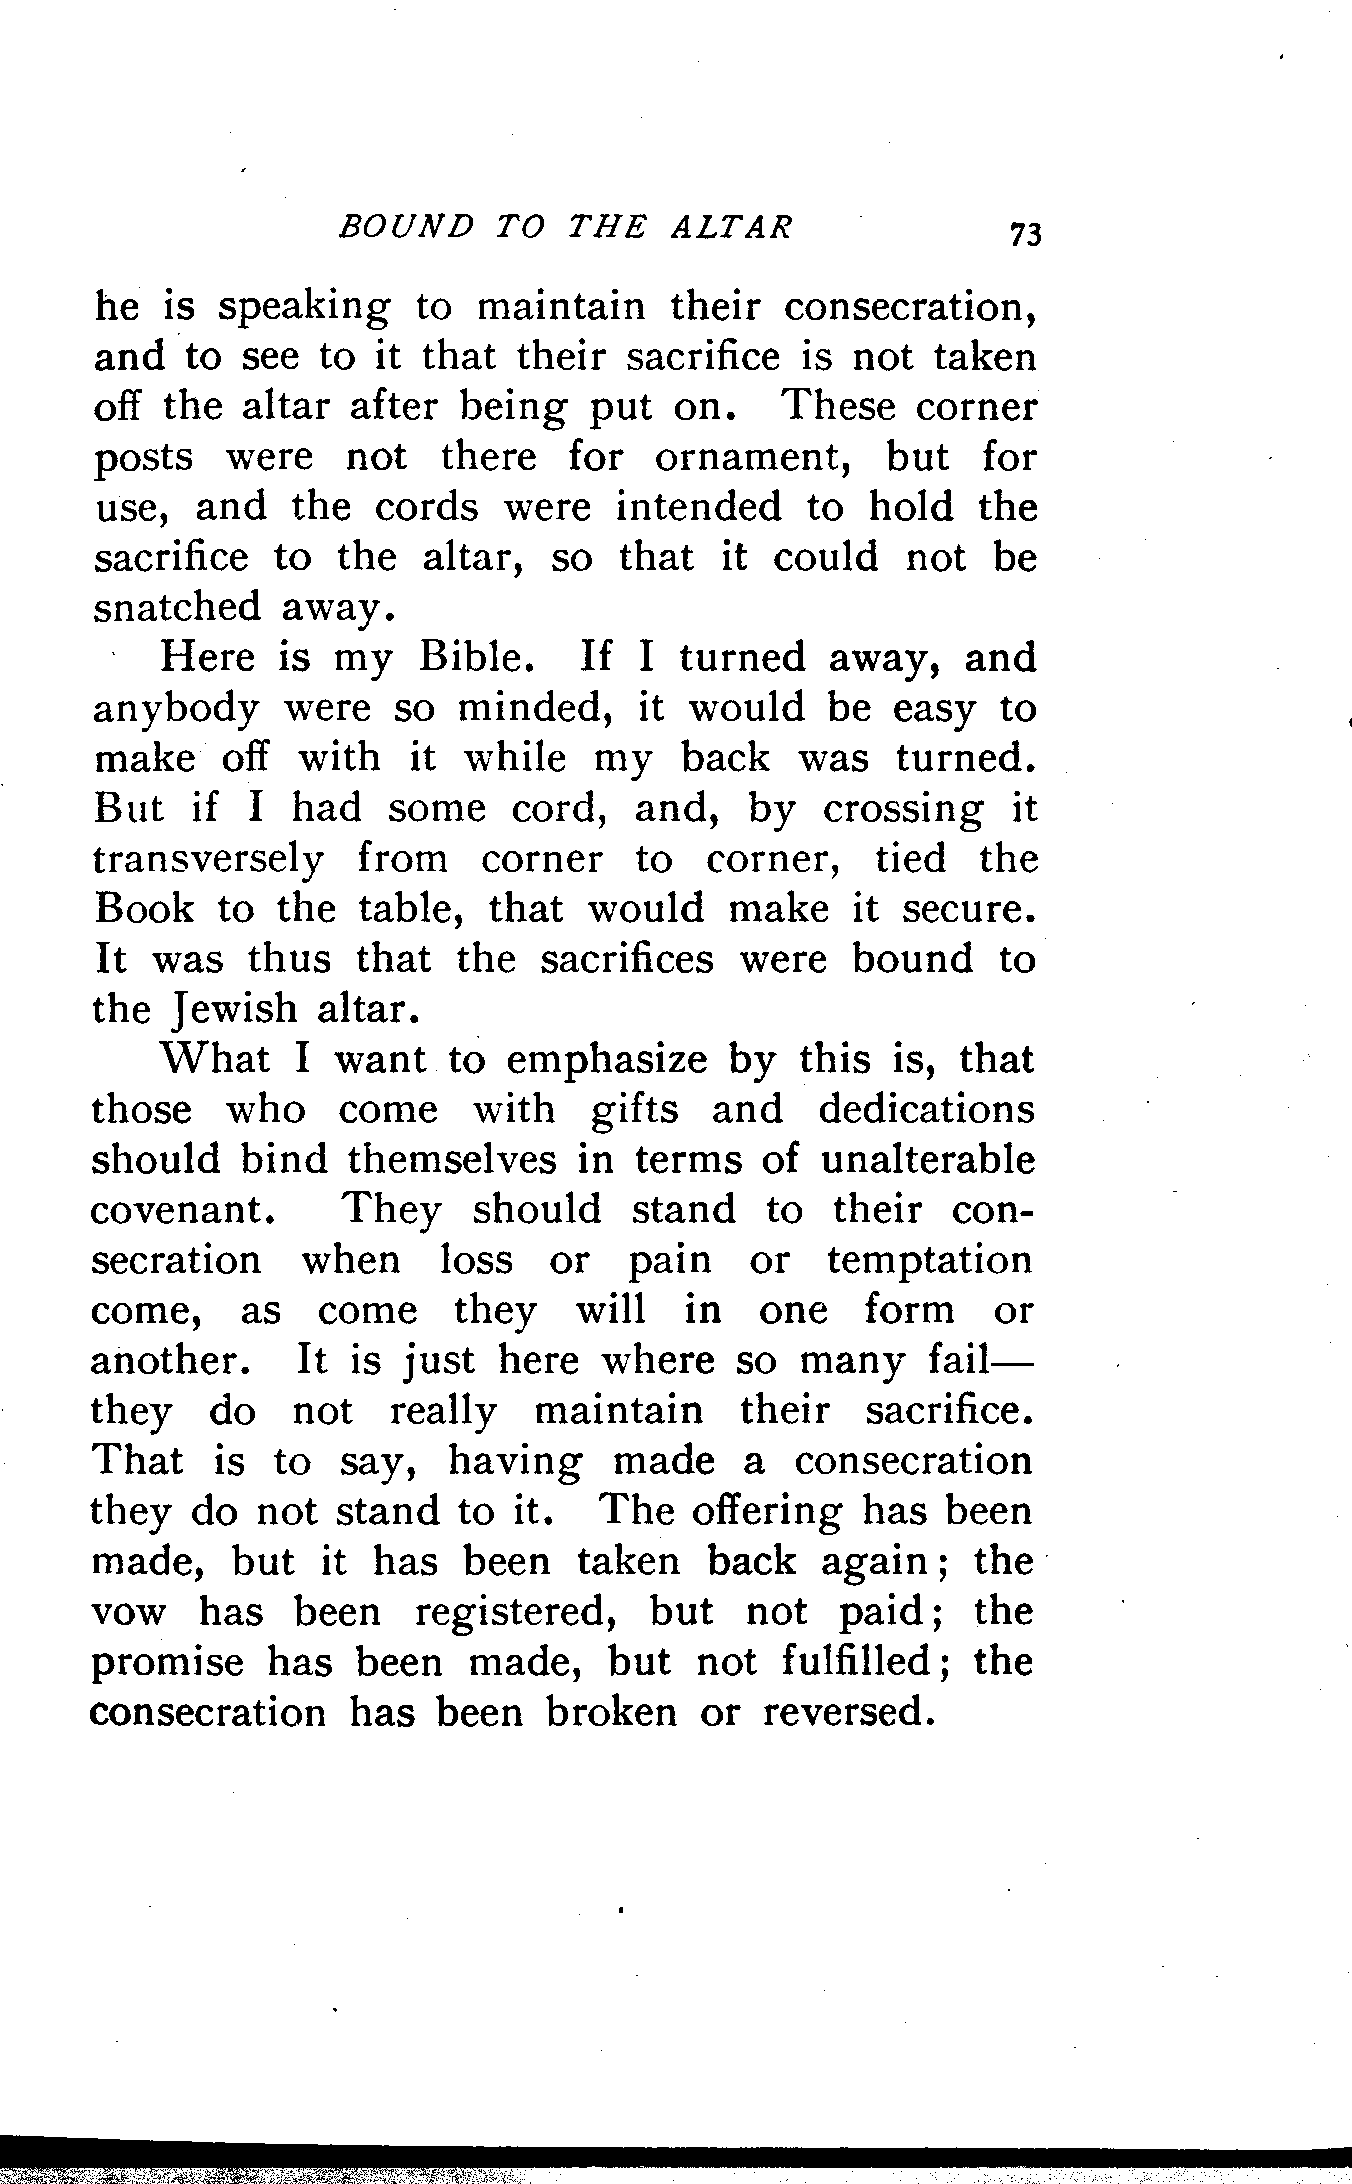 BOUND TO THE ALTAR 73
he is speaking to maintain their consecration,
and to see to it that their sacrifice is not taken
off the altar after being put on. These corner
posts were not there for ornament, but for
use, and the cords were intended to hold the
sacrifice to the altar, so that it could not be
snatched away.
Here is my Bible. If I turned away, and
anybody were so minded, it would be easy to
make off with it while my back was turned.
But if I had some cord, and, by crossing it
transversely from corner to corner, tied the
Book to the table, that would make it secure.
It was thus that the sacrifices were bound to
the Jewish altar.
What I want to emphasize by this is, that
those who come with gifts and dedications
should bind themselves in terms of unalterable
covenant. They should stand to their con-
secration when loss or pain or temptation
come, as come they will in one form or
another. It is just here where so many fail—
they do not really maintain their sacrifice.
That is to say, having made a consecration
they do not stand to it. The offering has been
made, but it has been taken back again; the
vow has been registered, but not paid; the
promise has been made, but not fulfilled; the
consecration has been broken or reversed.